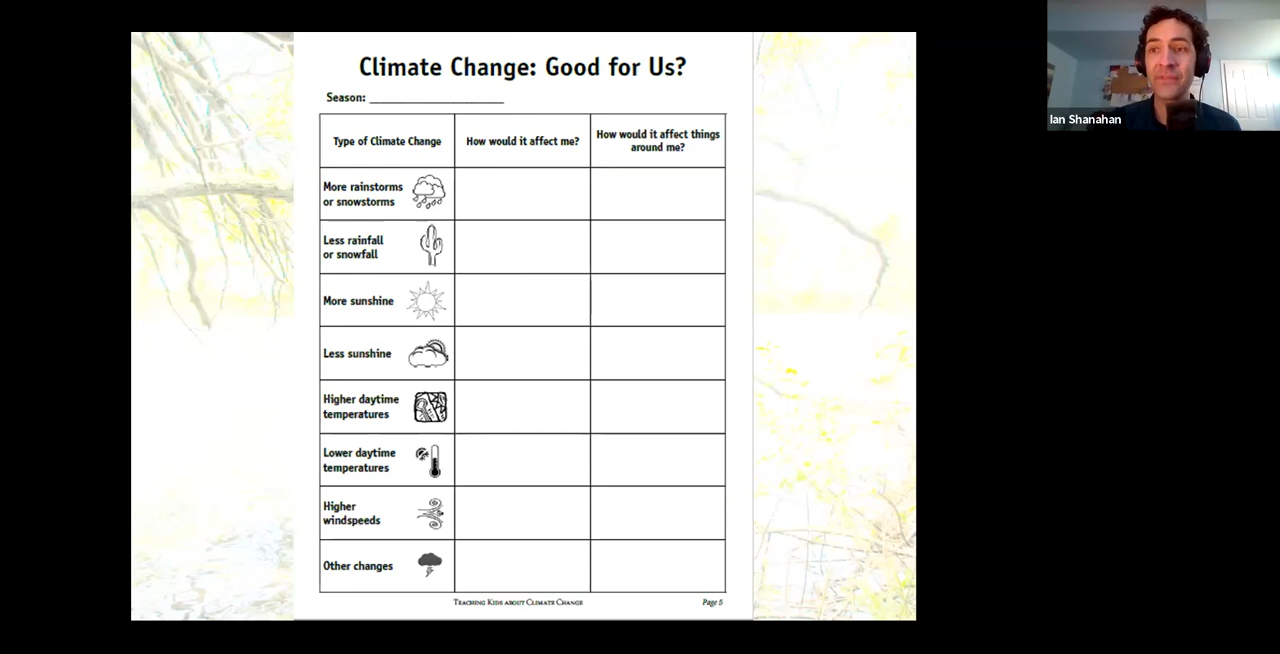 Climate Change: Good for Us?
Season: ______________________
Type of Climate Change
How would it affect me?
How would it affect things
around me?
More rainstorms
or snowstorms
Less rainfall
or snowfall
More sunshine
Less sunshine
Higher daytime
temperatures
Lower daytime
temperatures
Higher
windspeeds
Other changes
Teaching Kids about Climate Change
Page 5
Ian Shanahan